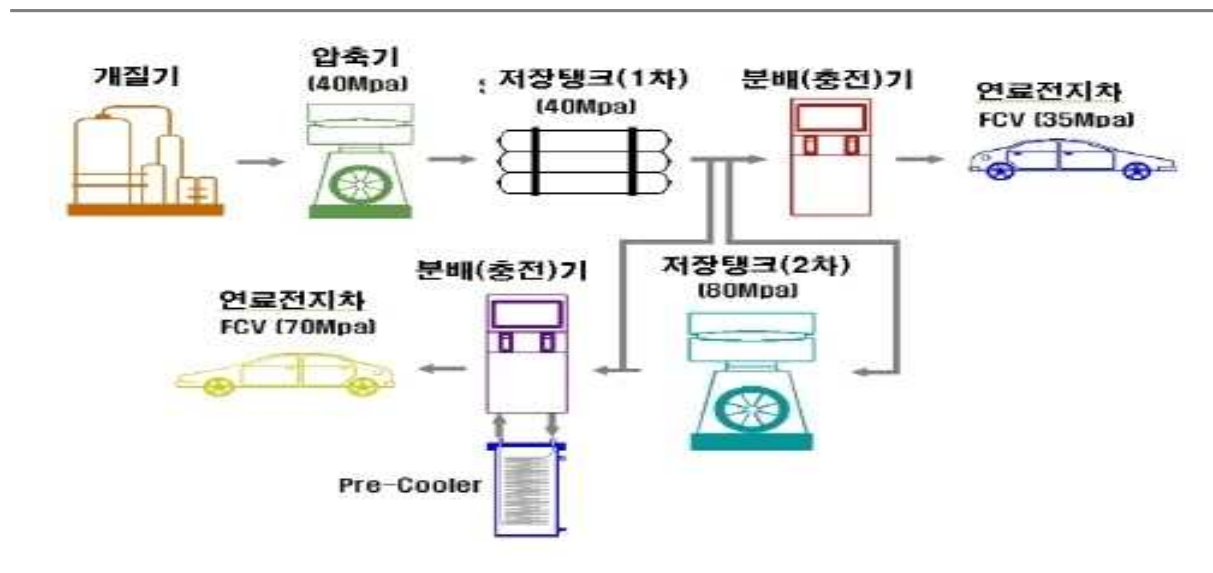 개질기
압축기
(40Mpa)
저장탱크(1차)
(40Mpa)
분배(충전)기
연료전지차
FCV (35Mpa)
분배(충전)기
저장탱크(2차)
(80Mpa)
연료전지차
FCV (70Mpa)
Pre-Cooler